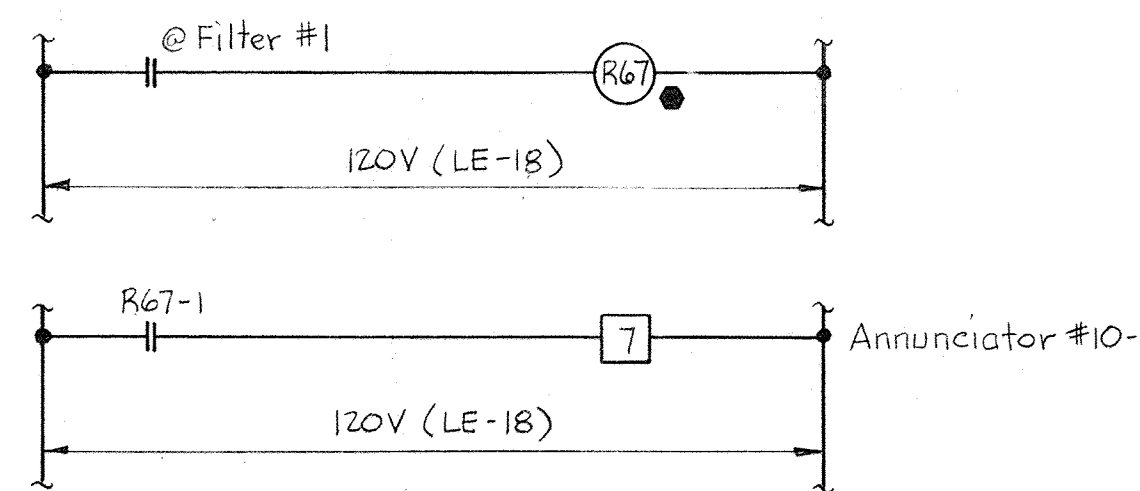 @ Filter #1
R67
120V (LE-18)
R67-1
7
Annunciator #10-
120V (LE-18)